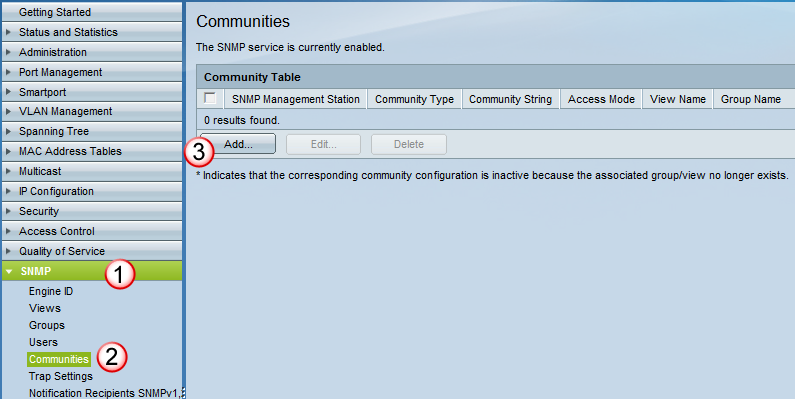 Getting Started
Status and Statistics
Administration
Port Management
Smartport
VLAN Management
Spanning Tree
MAC Address Tables
Multicast
IP Configuration
Security
Access Control
Quality of Service
SNMP 1
Engine ID
Views
Groups
Users
Communities 2
Trap Settings
Notification Recipients SNMPv1,
Communities
The SNMP service is currently enabled.
Community Table
SNMP Management Station Community Type Community String Access Mode View Name Group Name
0 results found.
3 Add... Edit... Delete
* Indicates that the corresponding community configuration is inactive because the associated group/view no longer exists.